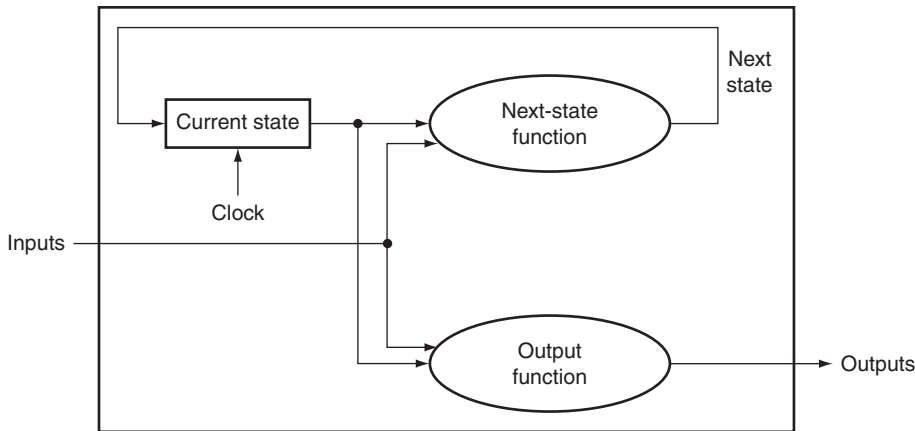 Next
state
Current state
Next-state
function
Clock
Inputs
Output
function
Outputs